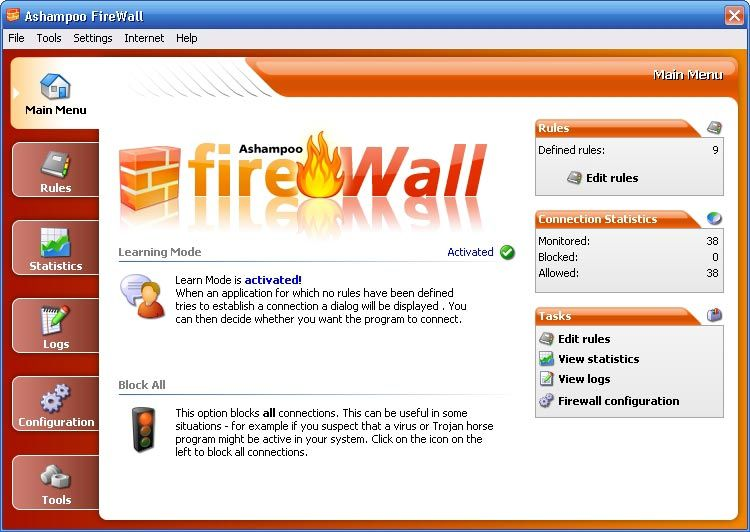 Ashampoo FireWall
File Tools Settings Internet Help
Main Menu
Main Menu
Rules
Statistics
Logs
Configuration
Tools
Ashampoo
fireWall
Learning Mode
Activated
Learn Mode is activated!
When an application for which no rules have been defined
tries to establish a connection a dialog will be displayed . You
can then decide whether you want the program to connect.
Block All
This option blocks all connections. This can be useful in some
situations - for example if you suspect that a virus or Trojan horse
program might be active in your system. Click on the icon on the
left to block all connections.
Rules
Defined rules: 9
Edit rules
Connection Statistics
Monitored: 38
Blocked: 0
Allowed: 38
Tasks
Edit rules
View statistics
View logs
Firewall configuration